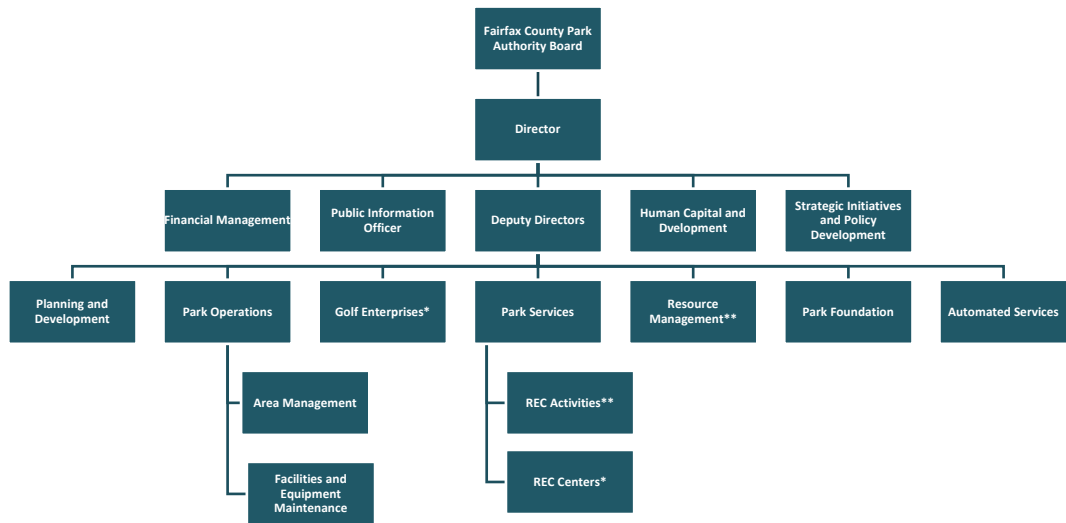 Fairfax County Park
Authority Board
Director
Financial Management
Public Information
Officer
Deputy Directors
Human Capital and
Dvelopment
Strategic Initiatives
and Policy
Development
Planning and
Development
Park Operations
Golf Enterprises*
Park Services
Resource
Management**
Park Foundation
Automated Services
Area Management
REC Activities**
Facilities and
Equipment
Maintenance
REC Centers*